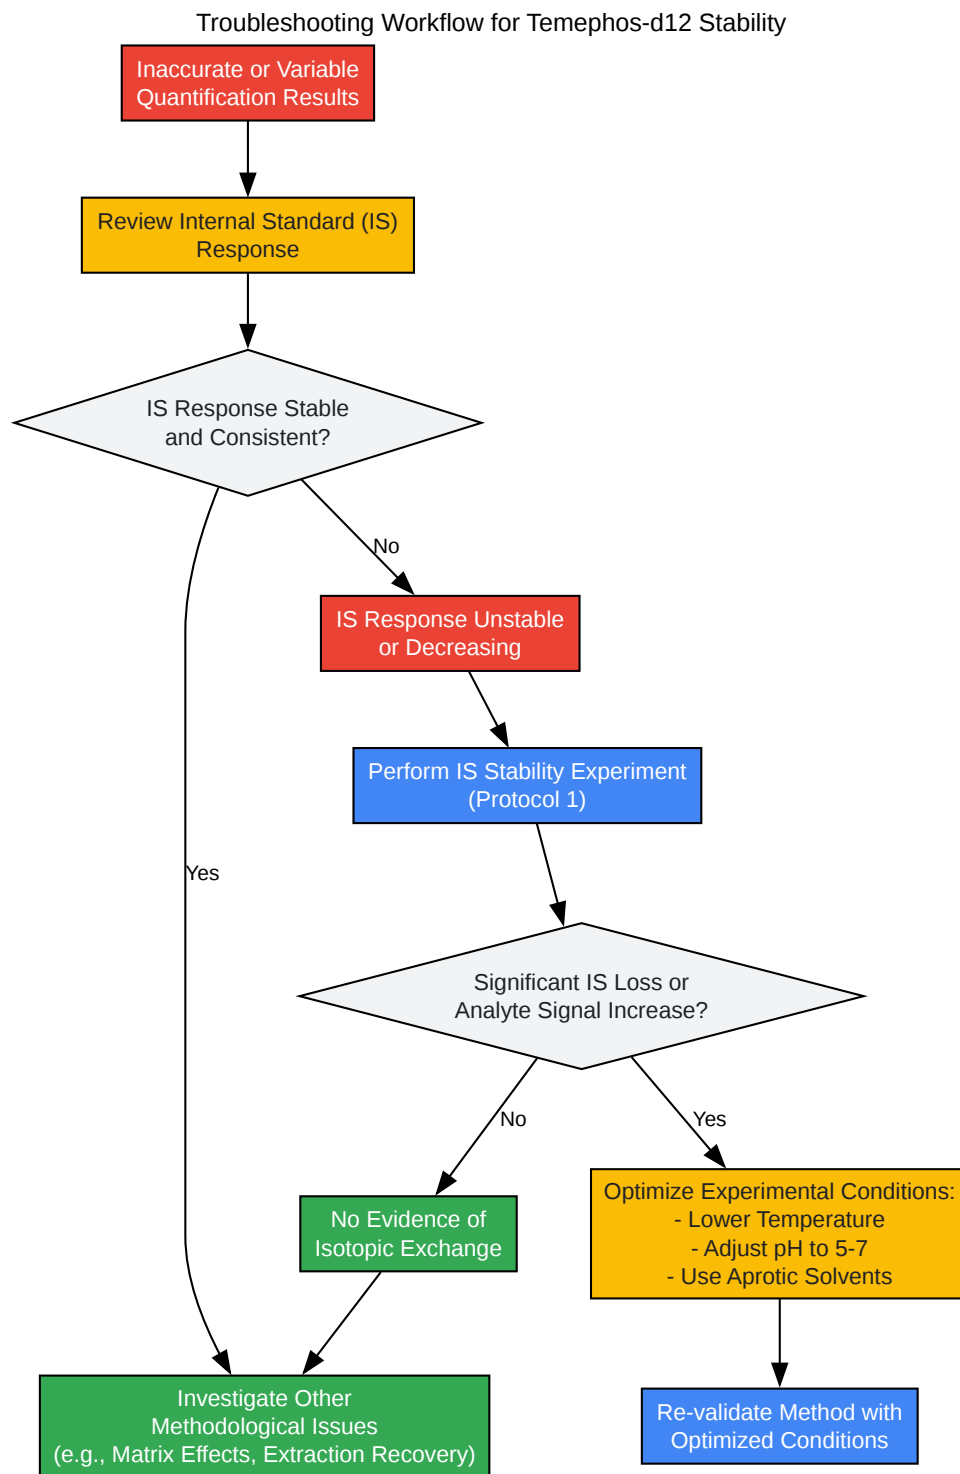 Troubleshooting Workflow for Temephos-d12 Stability
Inaccurate or Variable
Quantification Results
Review Internal Standard (IS)
Response
IS Response Stable
and Consistent?
No
IS Response Unstable
or Decreasing
Perform IS Stability Experiment
(Protocol 1)
Yes
Significant IS Loss or
Analyte Signal Increase?
No
Yes
No Evidence of
Isotopic Exchange
Optimize Experimental Conditions:
- Lower Temperature
- Adjust pH to 5-7
- Use Aprotic Solvents
Investigate Other
Methodological Issues
(e.g., Matrix Effects, Extraction Recovery)
Re-validate Method with
Optimized Conditions